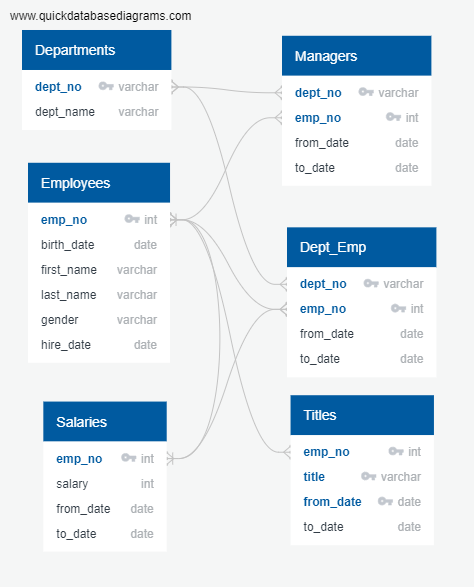 www.quickdatabasediagrams.com
Departments
dept_no varchar
dept_name varchar
Managers
dept_no varchar
emp_no int
from_date date
to_date date
Employees
emp_no int
birth_date date
first_name varchar
last_name varchar
gender varchar
hire_date date
Dept_Emp
dept_no varchar
emp_no int
from_date date
to_date date
Salaries
emp_no int
salary int
from_date date
to_date date
Titles
emp_no int
title varchar
from_date date
to_date date